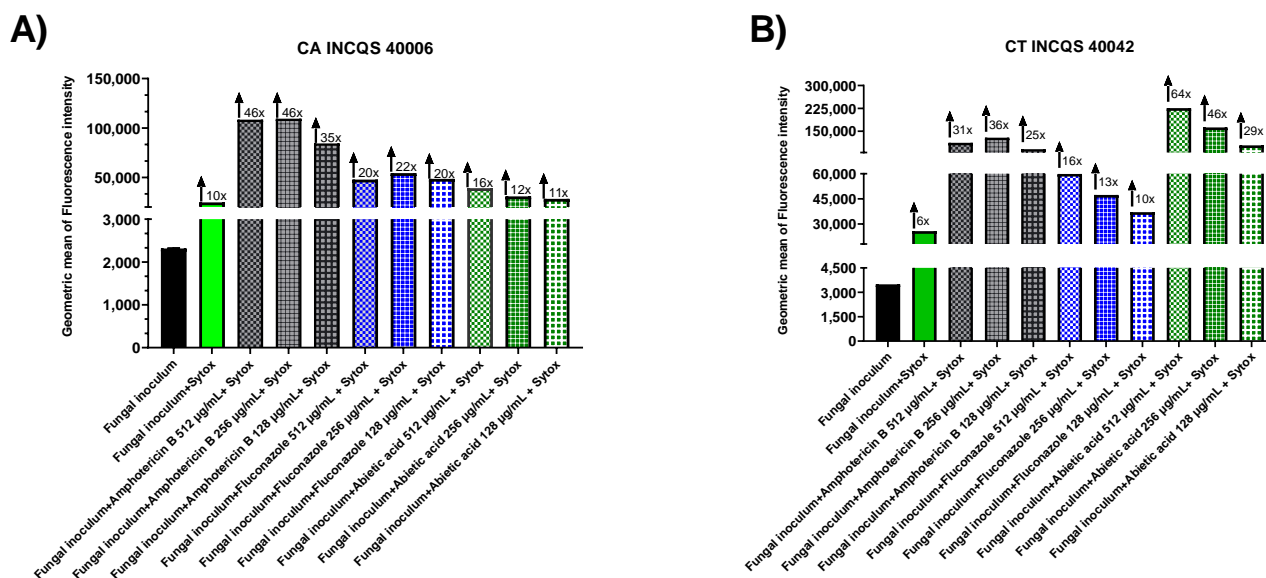 A)
CA INCQS 40006
Geometric mean of Fluorescence intensity
150,000
100,000
50,000
3,000
2,000
1,000
0
10x
46x
46x
35x
20x
22x
20x
16x
12x
11x
Fungal inoculum
Fungal inoculum+Sytox
Fungal inoculum+Amphotericin B 512 µg/mL+ Sytox
Fungal inoculum+Amphotericin B 256 µg/mL+ Sytox
Fungal inoculum+Amphotericin B 128 µg/mL+ Sytox
Fungal inoculum+Fluconazole 512 µg/mL + Sytox
Fungal inoculum+Fluconazole 256 µg/mL + Sytox
Fungal inoculum+Fluconazole 128 µg/mL + Sytox
Fungal inoculum+Abietic acid 512 µg/mL + Sytox
Fungal inoculum+Abietic acid 256 µg/mL+ Sytox
Fungal inoculum+Abietic acid 128 µg/mL + Sytox
B)
CT INCQS 40042
Geometric mean of Fluorescence intensity
300,000
225,000
150,000
60,000
30,000
4,500
3,000
1,500
0
6x
31x
36x
25x
16x
13x
10x
64x
46x
29x
Fungal inoculum
Fungal inoculum+Sytox
Fungal inoculum+Amphotericin B 512 µg/mL+ Sytox
Fungal inoculum+Amphotericin B 256 µg/mL + Sytox
Fungal inoculum+Amphotericin B 128 µg/mL + Sytox
Fungal inoculum+Fluconazole 512 µg/mL + Sytox
Fungal inoculum+Fluconazole 256 µg/mL + Sytox
Fungal inoculum+Fluconazole 128 µg/mL + Sytox
Fungal inoculum+Abietic acid 512 µg/mL + Sytox
Fungal inoculum+Abietic acid 256 µg/mL + Sytox
Fungal inoculum+Abietic acid 128 µg/mL + Sytox